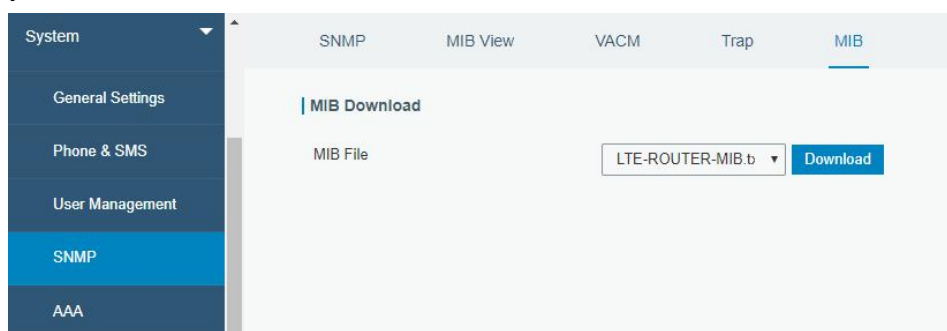 System
General Settings
Phone & SMS
User Management
SNMP
AAA
SNMP MIB View VACM Trap MIB
MIB Download
MIB File LTE-ROUTER-MIB.b Download